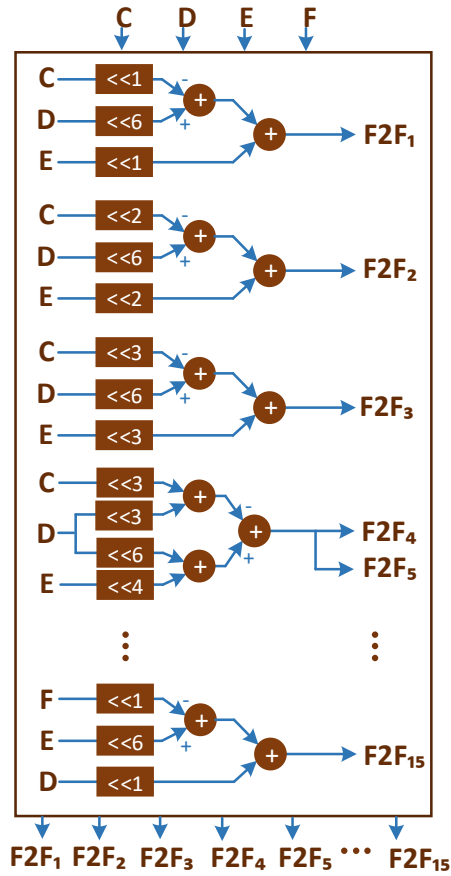 C D E F
C <<1 -
+
D <<6 +
+ F2F₁
E <<1
C <<2 -
+
D <<6 +
+ F2F₂
E <<2
C <<3 -
+
D <<6 +
+ F2F₃
E <<3
C <<3
+
<<3 -
D + F2F₄
<<6 +
+ F2F₅
E <<4
F <<1 -
+
E <<6 +
+ F2F₁₅
D <<1
F2F₁ F2F₂ F2F₃ F2F₄ F2F₅ ••• F2F₁₅